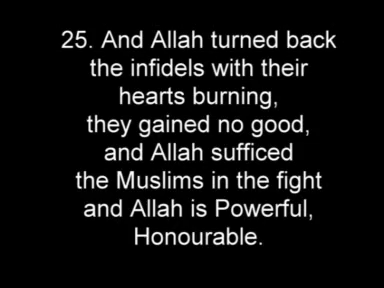 25. And Allah turned back
the infidels with their
hearts burning,
they gained no good,
and Allah sufficed
the Muslims in the fight
and Allah is Powerful,
Honourable.